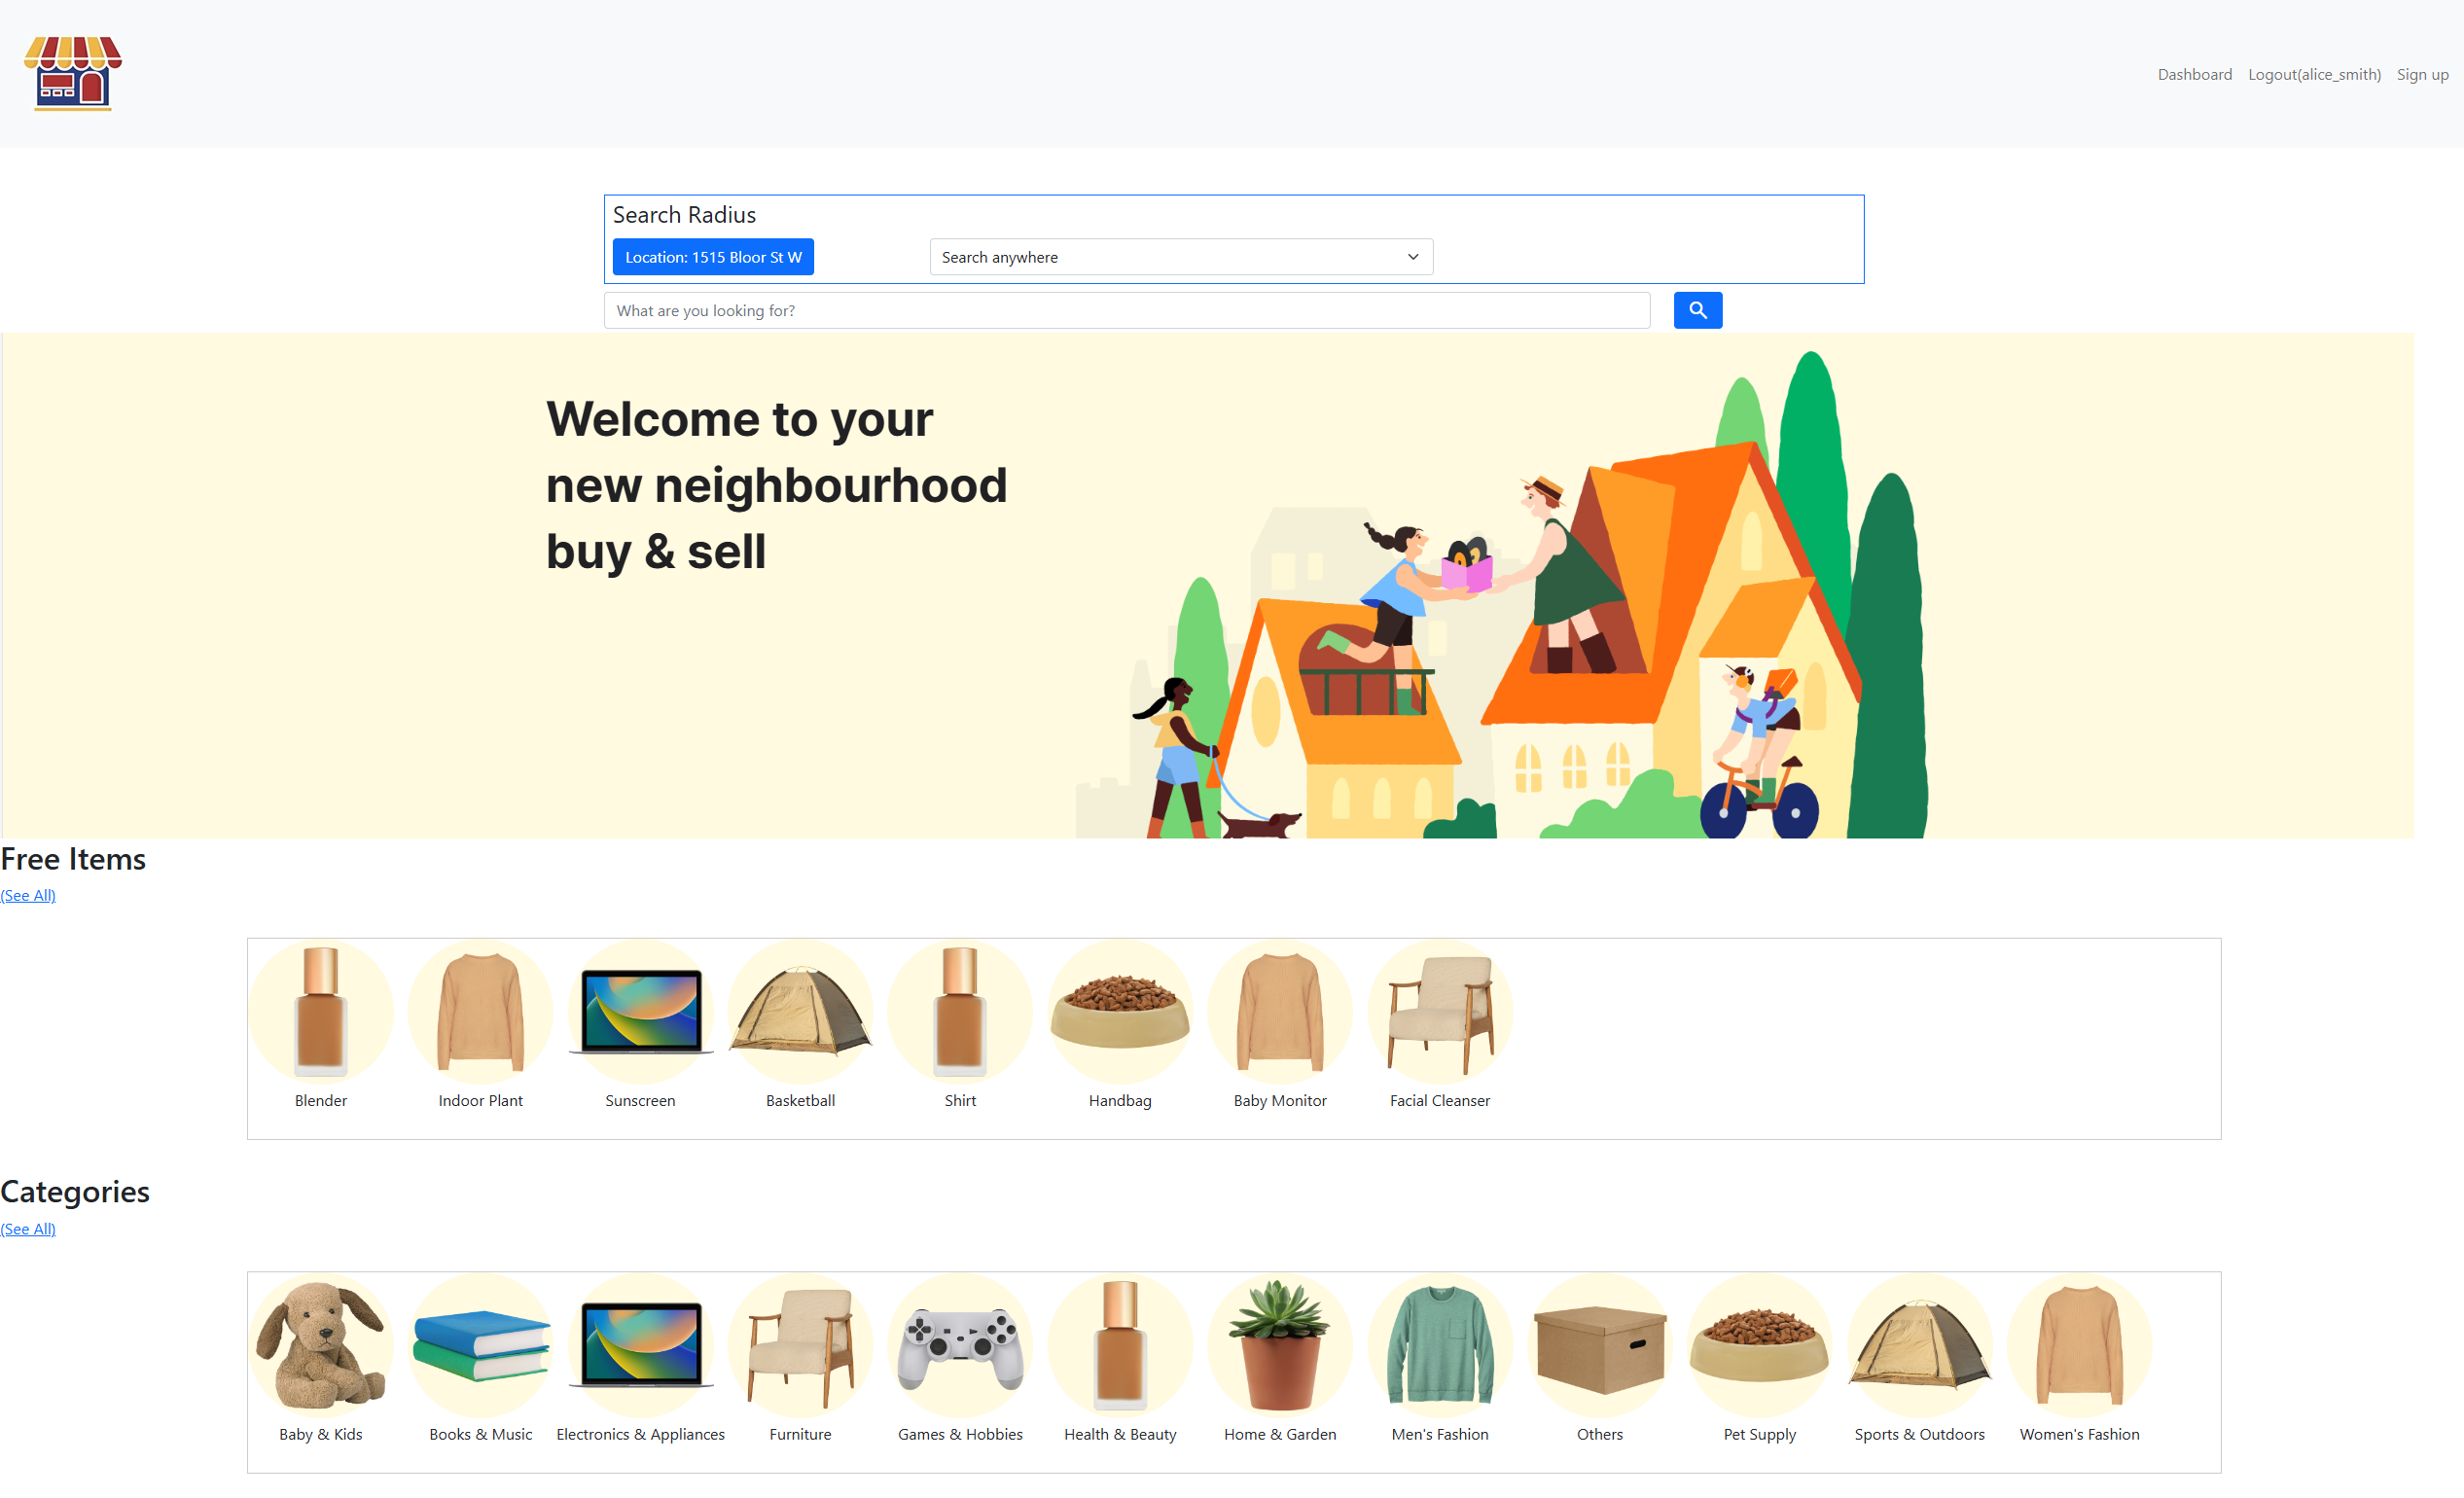 Dashboard Logout(alice_smith) Sign up
Search Radius
Location: 1515 Bloor St W Search anywhere
What are you looking for?
Welcome to your
new neighbourhood
buy & sell
Free Items
(See All)
Blender Indoor Plant Sunscreen Basketball Shirt Handbag Baby Monitor Facial Cleanser
Categories
(See All)
Baby & Kids Books & Music Electronics & Appliances Furniture Games & Hobbies Health & Beauty Home & Garden Men's Fashion Others Pet Supply Sports & Outdoors Women's Fashion